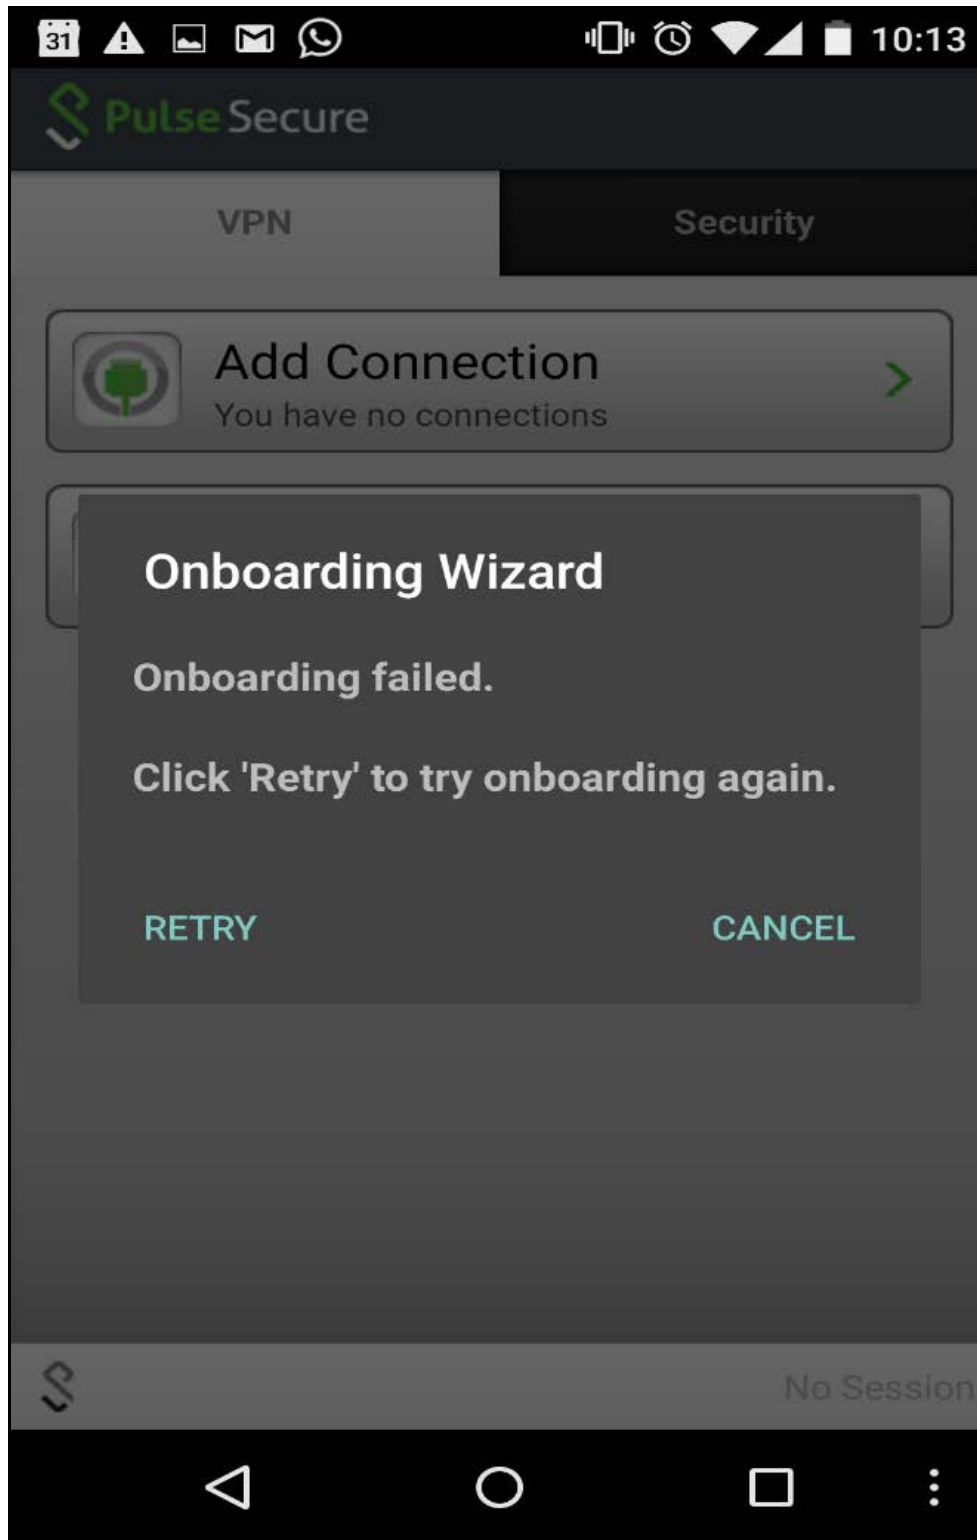 31
10:13
Pulse Secure
VPN
Security
Add Connection
You have no connections
Onboarding Wizard
Onboarding failed.
Click 'Retry' to try onboarding again.
RETRY
CANCEL
No Session